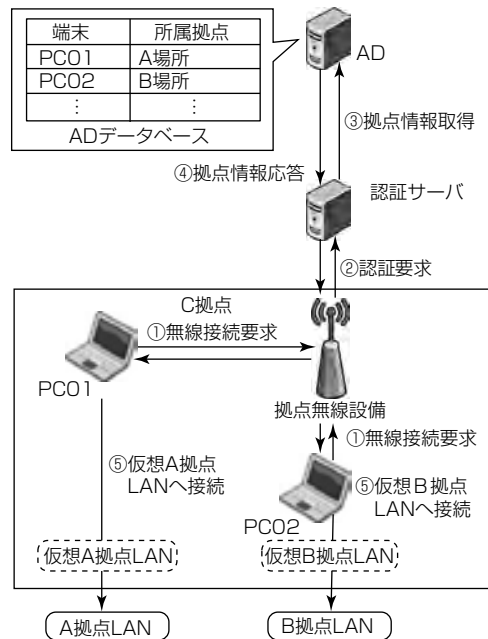 端末 所属拠点
PC01 A場所
PC02 B場所
⋮ ⋮
ADデータベース
AD
③拠点情報取得
④拠点情報応答
認証サーバ
②認証要求
C拠点
①無線接続要求
PC01
拠点無線設備
①無線接続要求
⑤仮想A拠点
LANへ接続
⑤仮想B拠点
LANへ接続
PC02
仮想A拠点LAN
仮想B拠点LAN
A拠点LAN
B拠点LAN